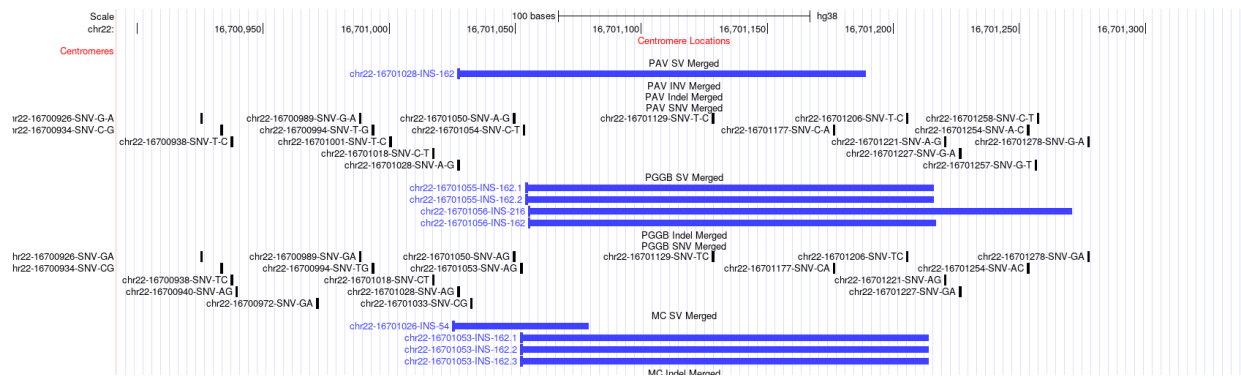 Scale 100 bases hg38
chr22: 16,700,950 16,701,000 16,701,050 16,701,100 16,701,150 16,701,200 16,701,250 16,701,300
Centromere Locations
Centromeres
PAV SV Merged
chr22-16701028-INS-162
PAV INV Merged
PAV Indel Merged
PAV SNV Merged
ır22-16700926-SNV-G-A chr22-16700989-SNV-G-A chr22-16701050-SNV-A-G chr22-16701129-SNV-T-C chr22-16701206-SNV-T-C chr22-16701258-SNV-C-T
ır22-16700934-SNV-C-G chr22-16700994-SNV-T-G chr22-16701054-SNV-C-T chr22-16701177-SNV-C-A chr22-16701254-SNV-A-C
chr22-16700938-SNV-T-C chr22-16701001-SNV-T-C chr22-16701221-SNV-A-G chr22-16701278-SNV-G-A
chr22-16701018-SNV-C-T chr22-16701227-SNV-G-A
chr22-16701028-SNV-A-G chr22-16701257-SNV-G-T
PGGB SV Merged
chr22-16701055-INS-162.1
chr22-16701055-INS-162.2
chr22-16701056-INS-216
chr22-16701056-INS-162
PGGB Indel Merged
PGGB SNV Merged
ır22-16700926-SNV-GA chr22-16700989-SNV-GA chr22-16701050-SNV-AG chr22-16701129-SNV-TC chr22-16701206-SNV-TC chr22-16701278-SNV-GA
ır22-16700934-SNV-CG chr22-16700994-SNV-TG chr22-16701053-SNV-AG chr22-16701177-SNV-CA chr22-16701254-SNV-AC
chr22-16700938-SNV-TC chr22-16701018-SNV-CT chr22-16701221-SNV-AG
chr22-16700940-SNV-AG chr22-16701028-SNV-AG chr22-16701227-SNV-GA
chr22-16700972-SNV-GA chr22-16701033-SNV-CG
MC SV Merged
chr22-16701026-INS-54
chr22-16701053-INS-162.1
chr22-16701053-INS-162.2
chr22-16701053-INS-162.3
MC Indel Merged